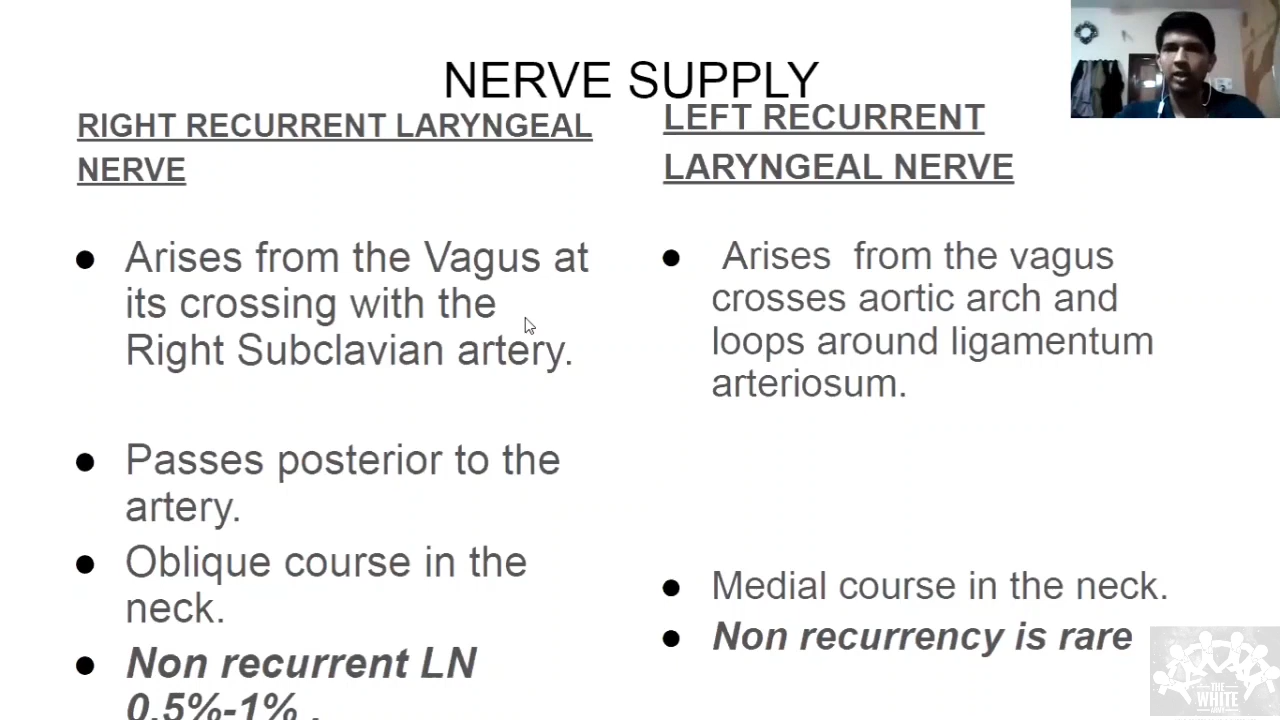 NERVE SUPPLY
RIGHT RECURRENT LARYNGEAL
NERVE
● Arises from the Vagus at
its crossing with the
Right Subclavian artery.
● Passes posterior to the
artery.
● Oblique course in the
neck.
● Non recurrent LN
0.5%-1% .
LEFT RECURRENT
LARYNGEAL NERVE
● Arises from the vagus
crosses aortic arch and
loops around ligamentum
arteriosum.
● Medial course in the neck.
● Non recurrency is rare
THE
WHITE